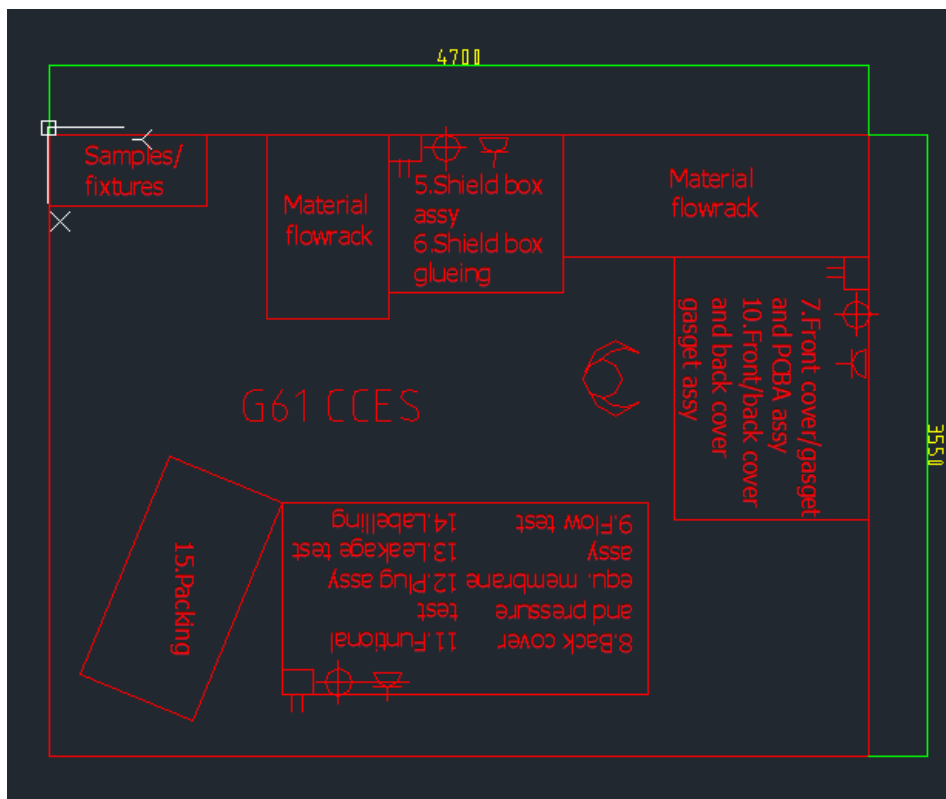 4700
Y
X
Samples/
fixtures
Material
flowrack
5.Shield box
assy
6.Shield box
glueing
Material
flowrack
7.Front cover/gasget
and PCBA assy
10.Front/back cover
and back cover
gasget assy
3550
G61 CCES
15.Packing
8.Back cover
and pressure
equ. membrane
assy
9.Flow test
11.Funtional
test
12.Plug assy
13.Leakage test
14.Labelling